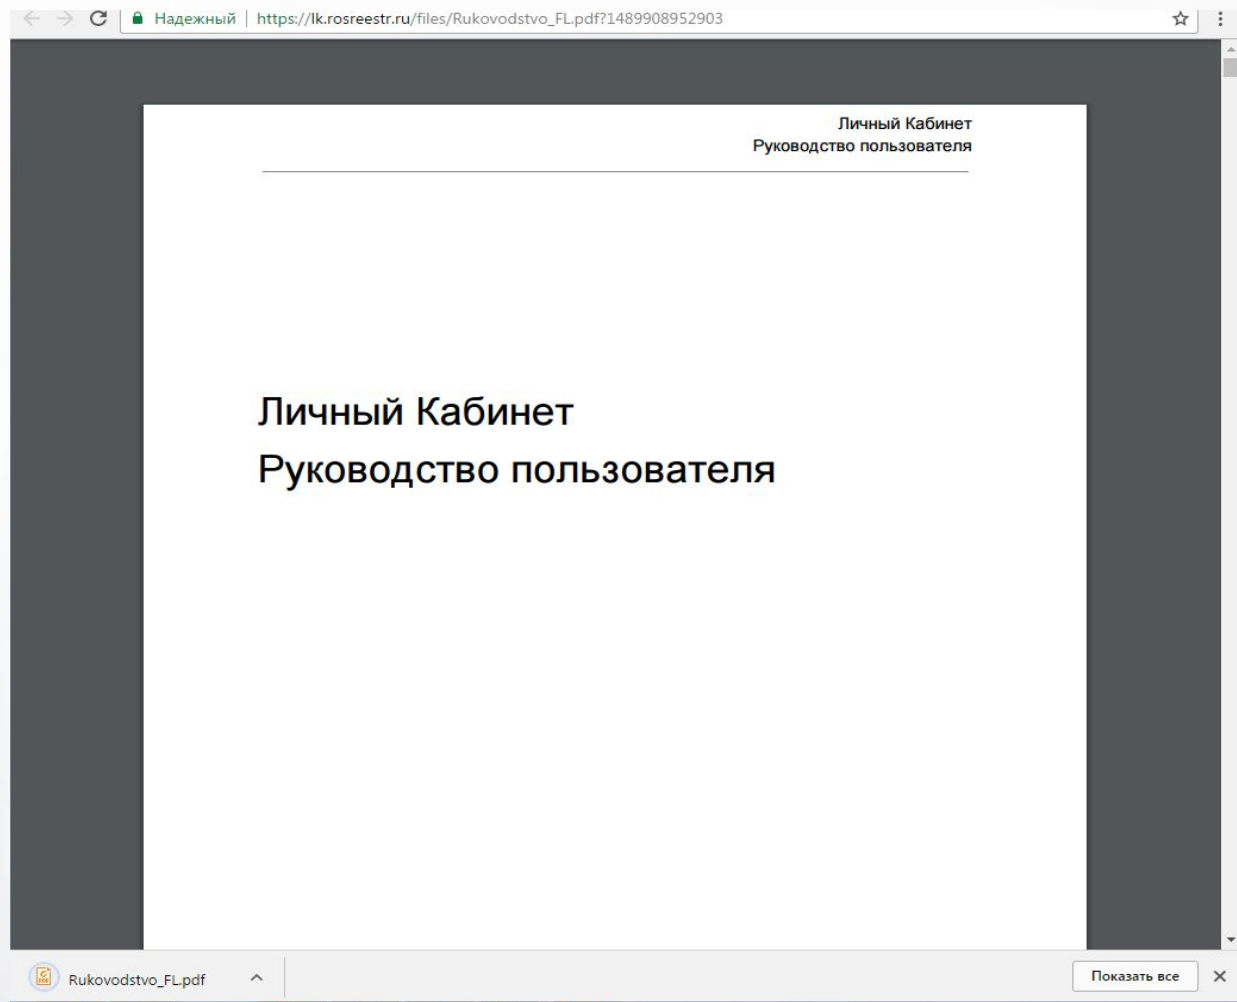 Надежный | https://lk.rosreestr.ru/files/Rukovodstvo_FL.pdf?1489908952903
Личный Кабинет
Руководство пользователя
Личный Кабинет
Руководство пользователя
Rukovodstvo_FL.pdf
Показать все